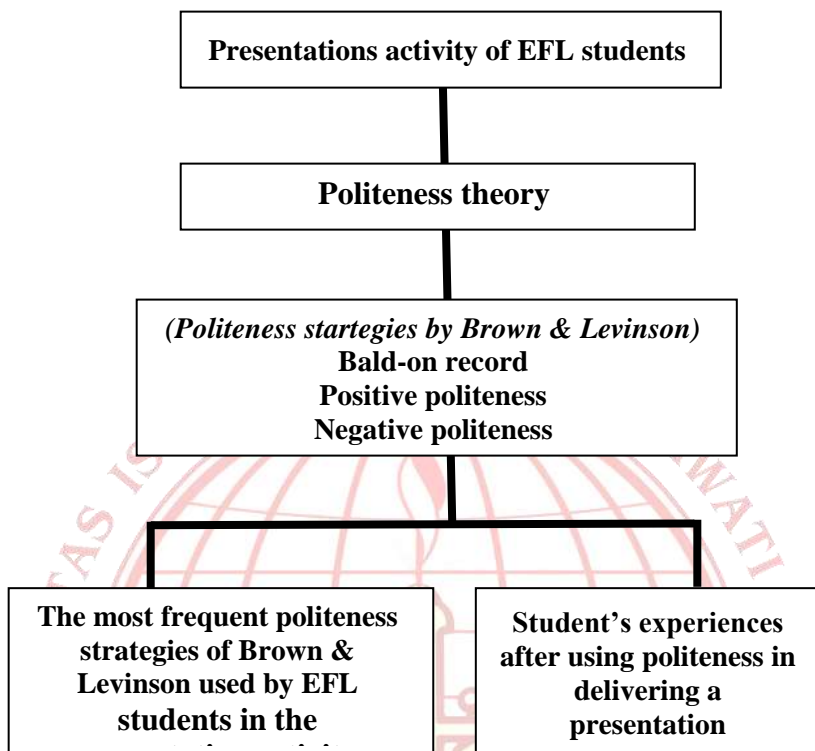 Presentations activity of EFL students
Politeness theory
(Politeness startegies by Brown & Levinson)
Bald-on record
Positive politeness
Negative politeness
The most frequent politeness
strategies of Brown &
Levinson used by EFL
students in the
Student's experiences
after using politeness in
delivering a
presentation